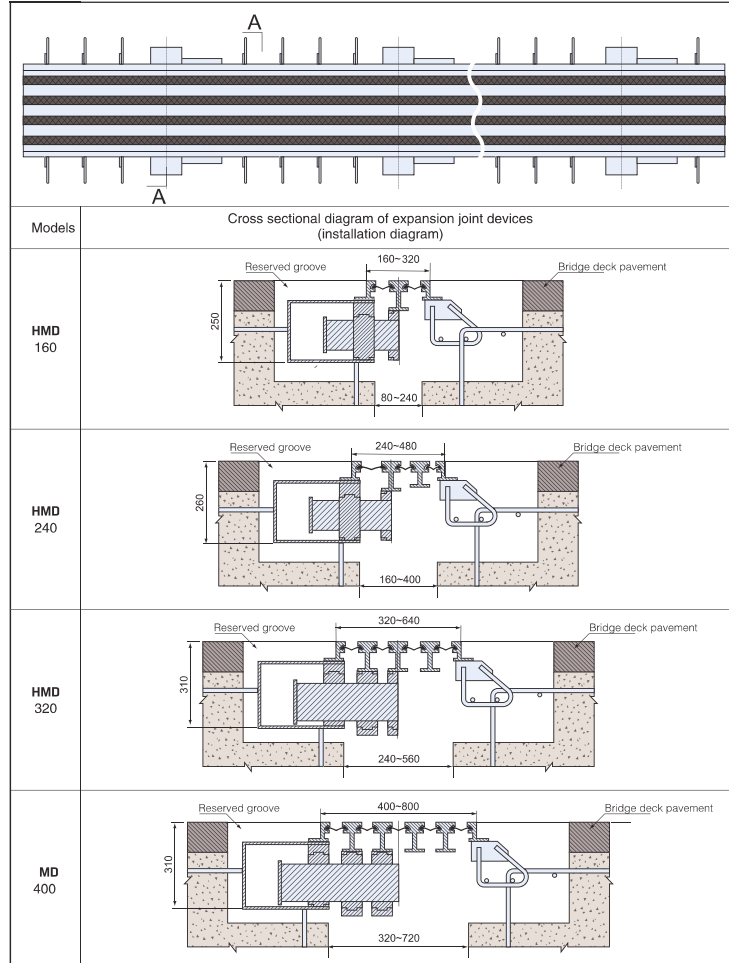 A
A
Models
Cross sectional diagram of expansion joint devices
(installation diagram)
HMD
160
160~320
Reserved groove
Bridge deck pavement
250
80~240
HMD
240
240~480
Reserved groove
Bridge deck pavement
260
160~400
HMD
320
320~640
Reserved groove
Bridge deck pavement
310
240~560
MD
400
400~800
Reserved groove
Bridge deck pavement
310
320~720